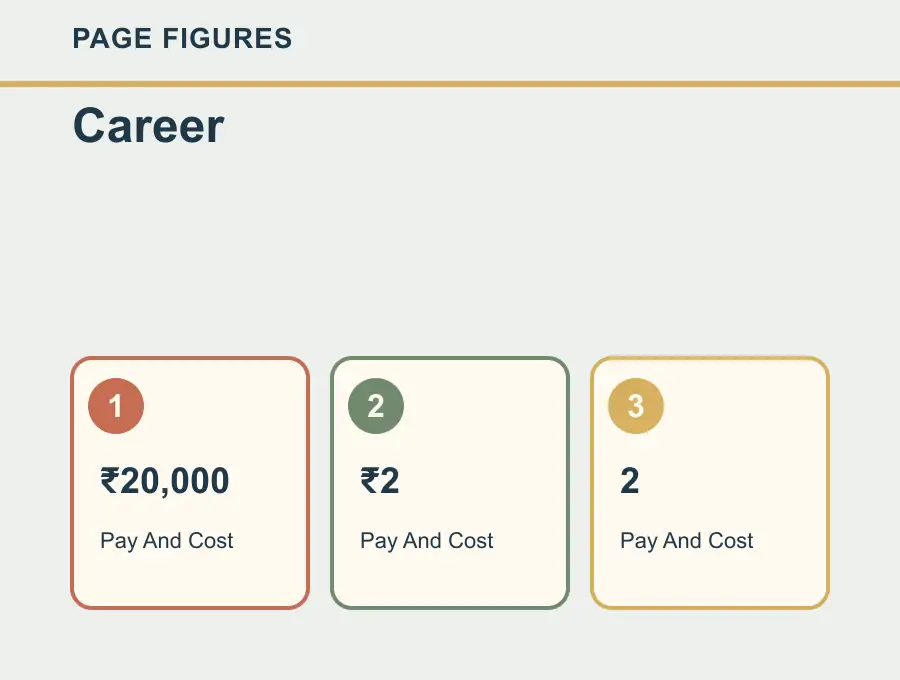 PAGE FIGURES
Career
1
2
3
₹20,000
₹2
2
Pay And Cost
Pay And Cost
Pay And Cost